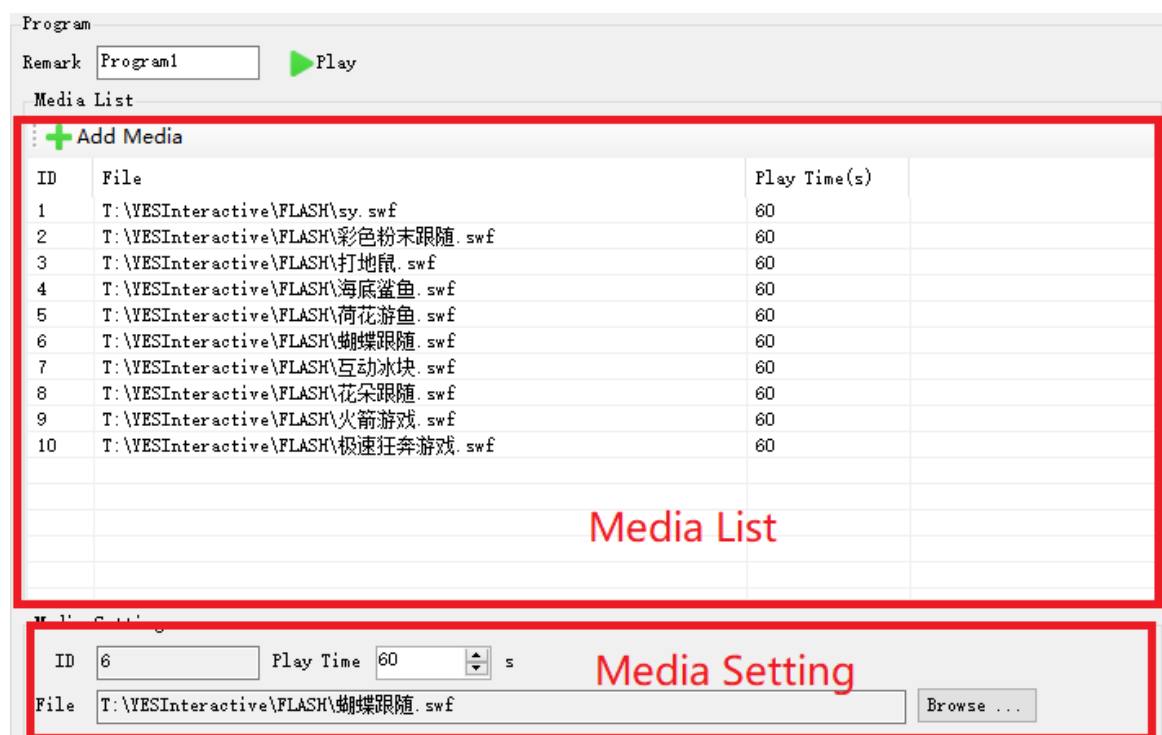 Program
Remark Program1 Play
Media List
Add Media
ID File Play Time(s)
1 T:\YESInteractive\FLASH\sy.swf 60
2 T:\YESInteractive\FLASH\彩色粉末跟随.swf 60
3 T:\YESInteractive\FLASH\打地鼠.swf 60
4 T:\YESInteractive\FLASH\海底鲨鱼.swf 60
5 T:\YESInteractive\FLASH\荷花游鱼.swf 60
6 T:\YESInteractive\FLASH\蝴蝶跟随.swf 60
7 T:\YESInteractive\FLASH\互动冰块.swf 60
8 T:\YESInteractive\FLASH\花朵跟随.swf 60
9 T:\YESInteractive\FLASH\火箭游戏.swf 60
10 T:\YESInteractive\FLASH\极速狂奔游戏.swf 60
Media List
Media Setting
ID 6 Play Time 60 s
Media Setting
File T:\YESInteractive\FLASH\蝴蝶跟随.swf Browse ...